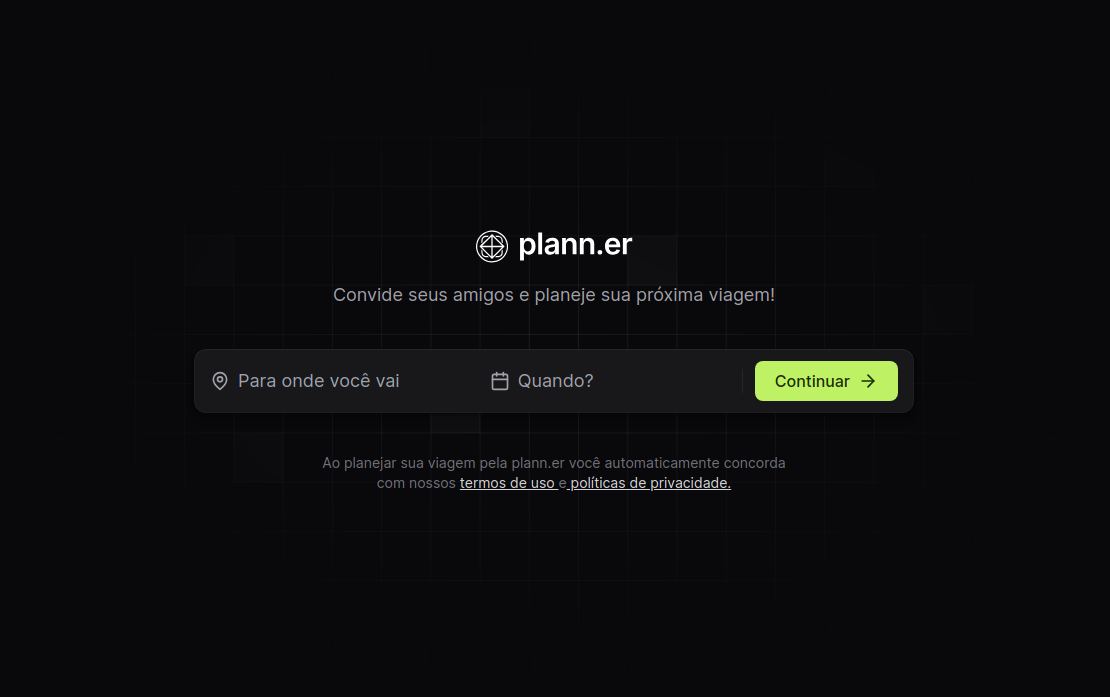 plann.er
Convide seus amigos e planeje sua próxima viagem!
Para onde você vai
Quando?
Continuar
Ao planejar sua viagem pela plann.er você automaticamente concorda
com nossos termos de uso e políticas de privacidade.